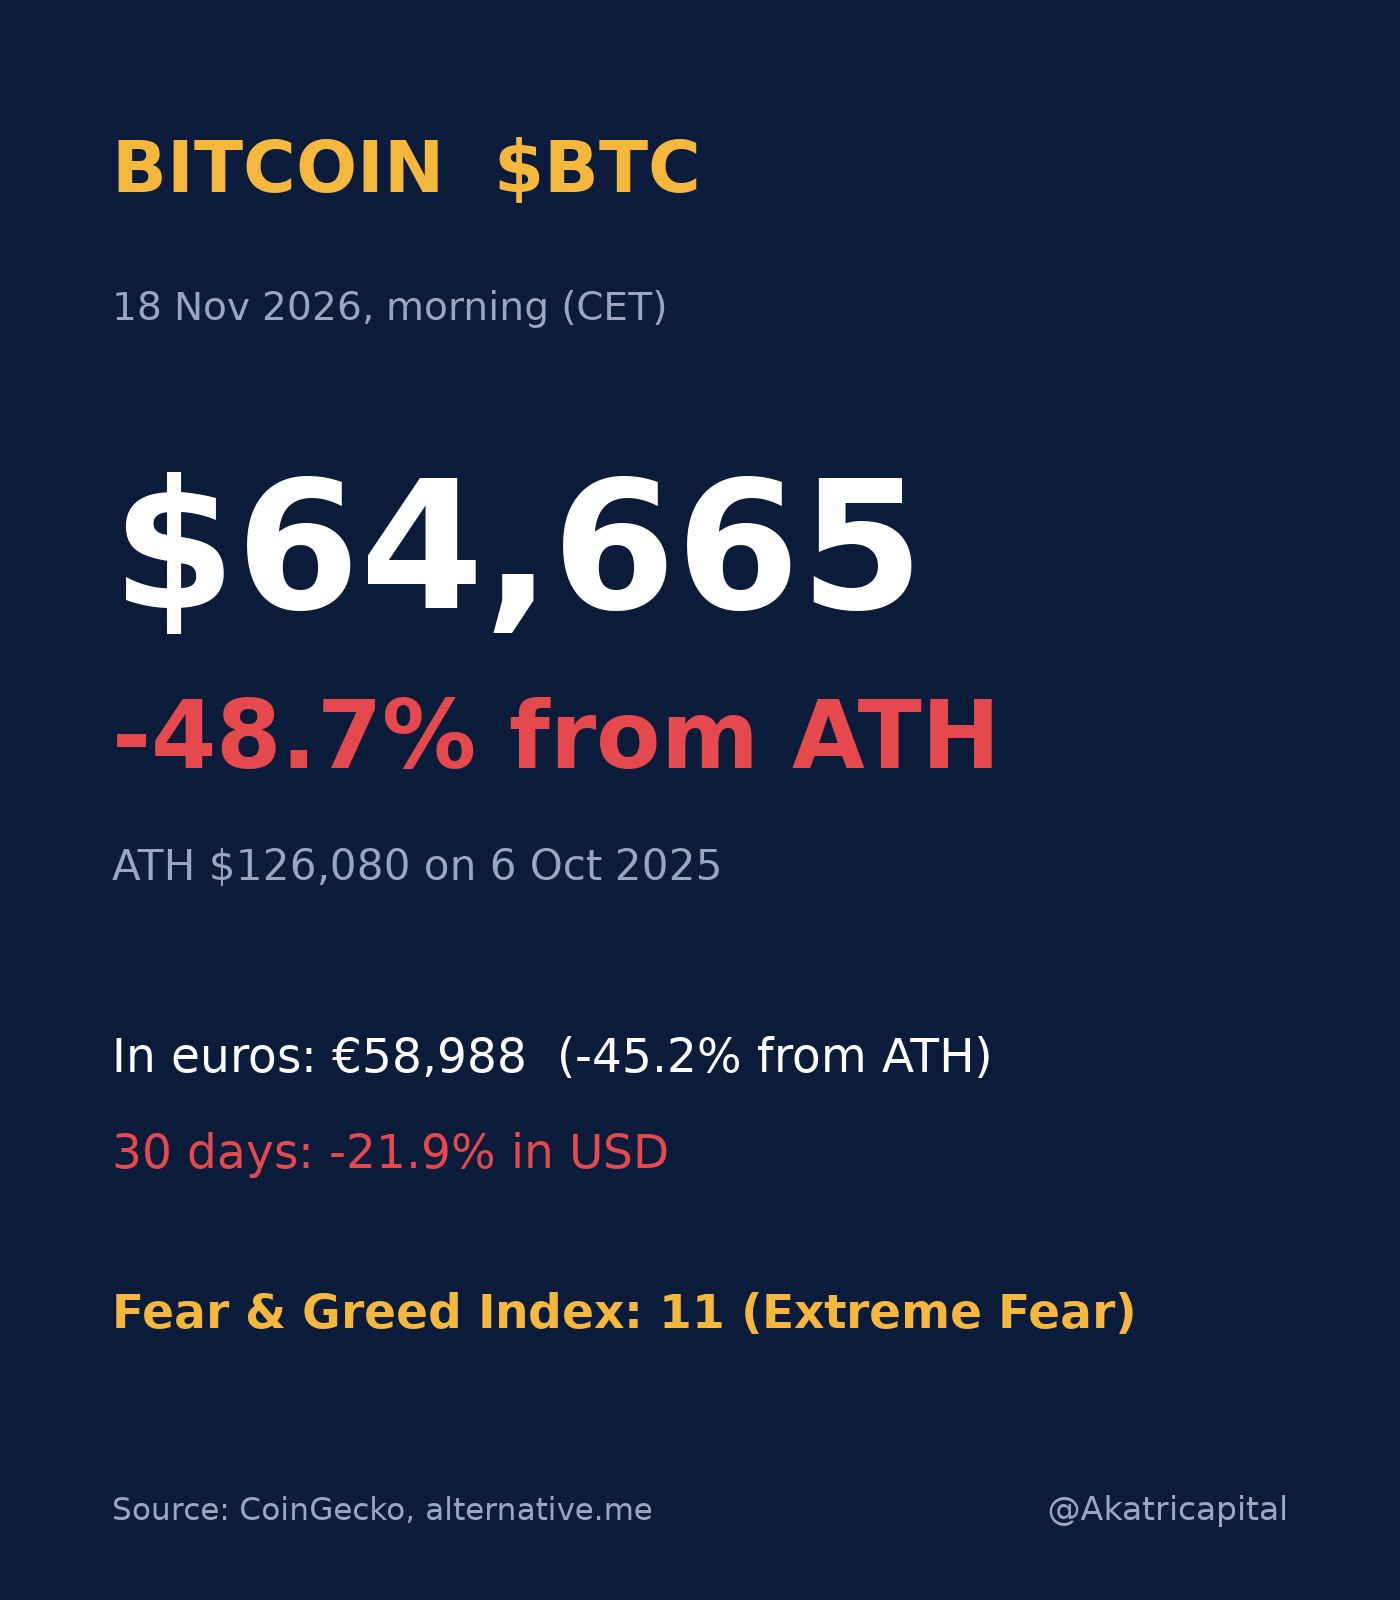 BITCOIN $BTC
18 Nov 2026, morning (CET)
$64,665
-48.7% from ATH
ATH $126,080 on 6 Oct 2025
In euros: €58,988 (-45.2% from ATH)
30 days: -21.9% in USD
Fear & Greed Index: 11 (Extreme Fear)
Source: CoinGecko, alternative.me
@Akatricapital